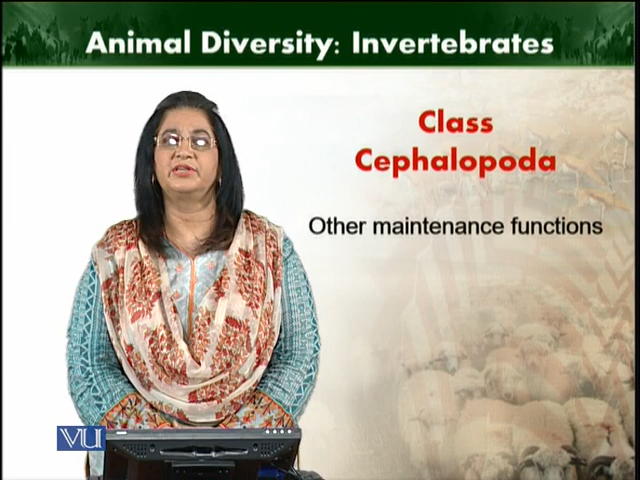 Animal Diversity: Invertebrates
Class
Cephalopoda
Other maintenance functions
VU